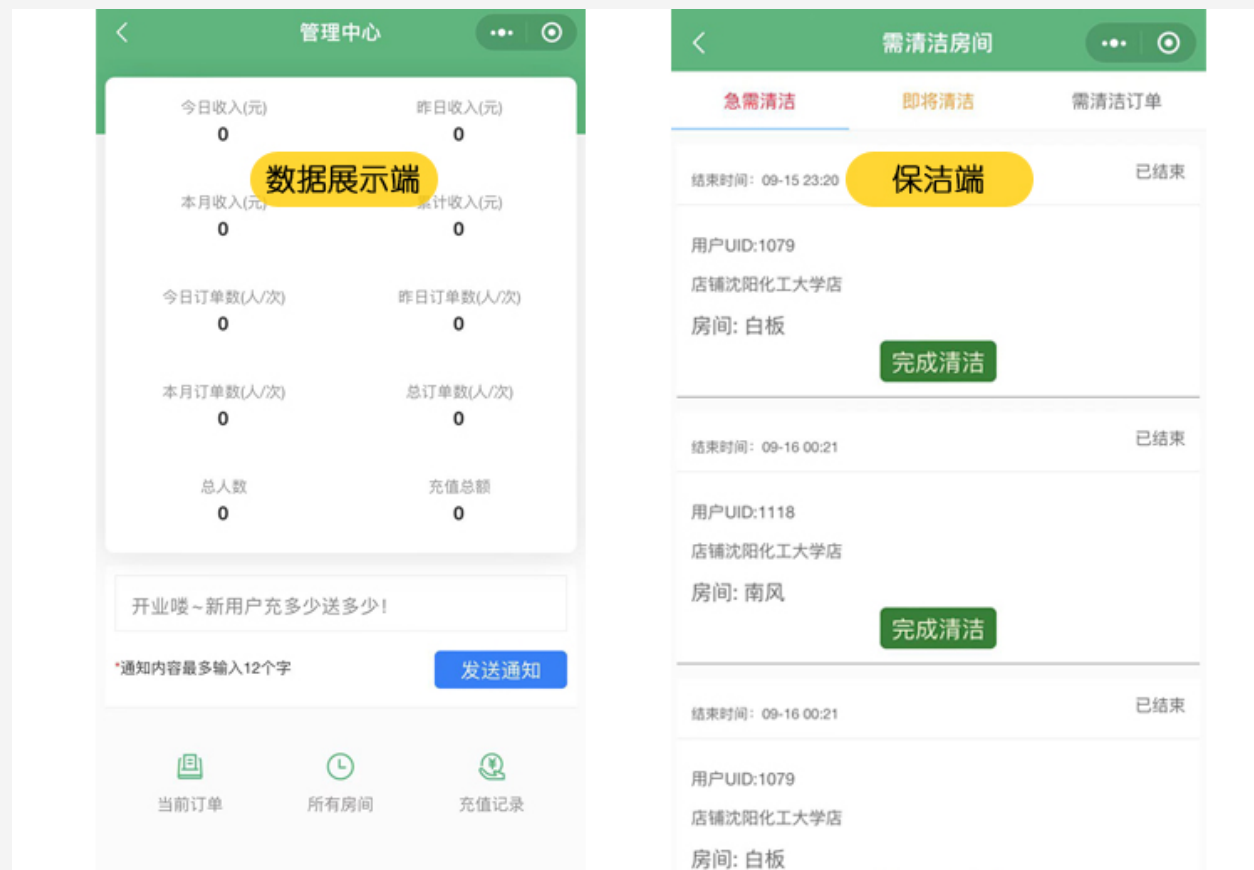 管理中心
今日收入(元)
昨日收入(元)
0
0
数据展示端
本月收入(元)
累计收入(元)
0
0
今日订单数(人/次)
昨日订单数(人/次)
0
0
本月订单数(人/次)
总订单数(人/次)
0
0
总人数
充值总额
0
0
开业喽~新用户充多少送多少!
*通知内容最多输入12个字
发送通知
当前订单
所有房间
充值记录
需清洁房间
急需清洁
即将清洁
需清洁订单
结束时间: 09-15 23:20
保洁端
已结束
用户UID:1079
店铺沈阳化工大学店
房间: 白板
完成清洁
结束时间: 09-16 00:21
已结束
用户UID:1118
店铺沈阳化工大学店
房间: 南风
完成清洁
结束时间: 09-16 00:21
已结束
用户UID:1079
店铺沈阳化工大学店
房间: 白板